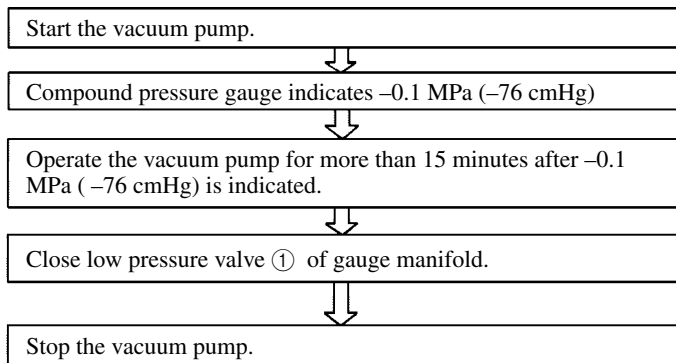 Start the vacuum pump.
Compound pressure gauge indicates –0.1 MPa (–76 cmHg)
Operate the vacuum pump for more than 15 minutes after –0.1
MPa ( –76 cmHg) is indicated.
Close low pressure valve ① of gauge manifold.
Stop the vacuum pump.